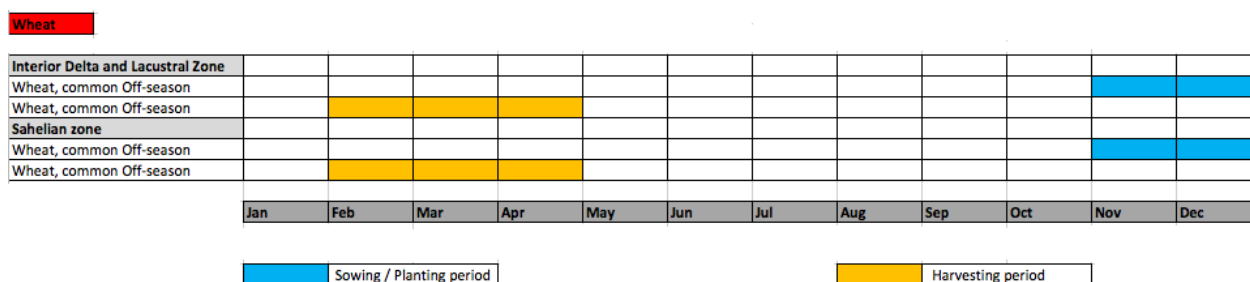 Wheat
Interior Delta and Lacustral Zone
Wheat, common Off-season
Wheat, common Off-season
Sahelian zone
Wheat, common Off-season
Wheat, common Off-season
Jan Feb Mar Apr May Jun Jul Aug Sep Oct Nov Dec
Sowing / Planting period Harvesting period